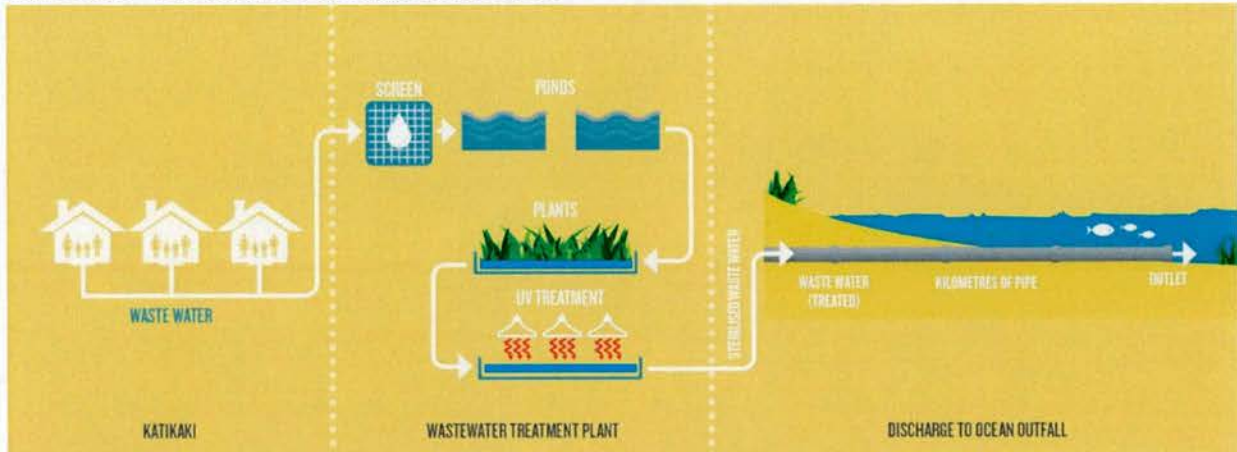 SCREEN
PONDS
PLANTS
WASTE WATER
UV TREATMENT
STERILISED WASTE WATER
WASTE WATER
(TREATED)
KILOMETRES OF PIPE
OUTLET
KATIKAKI
WASTEWATER TREATMENT PLANT
DISCHARGE TO OCEAN OUTFALL